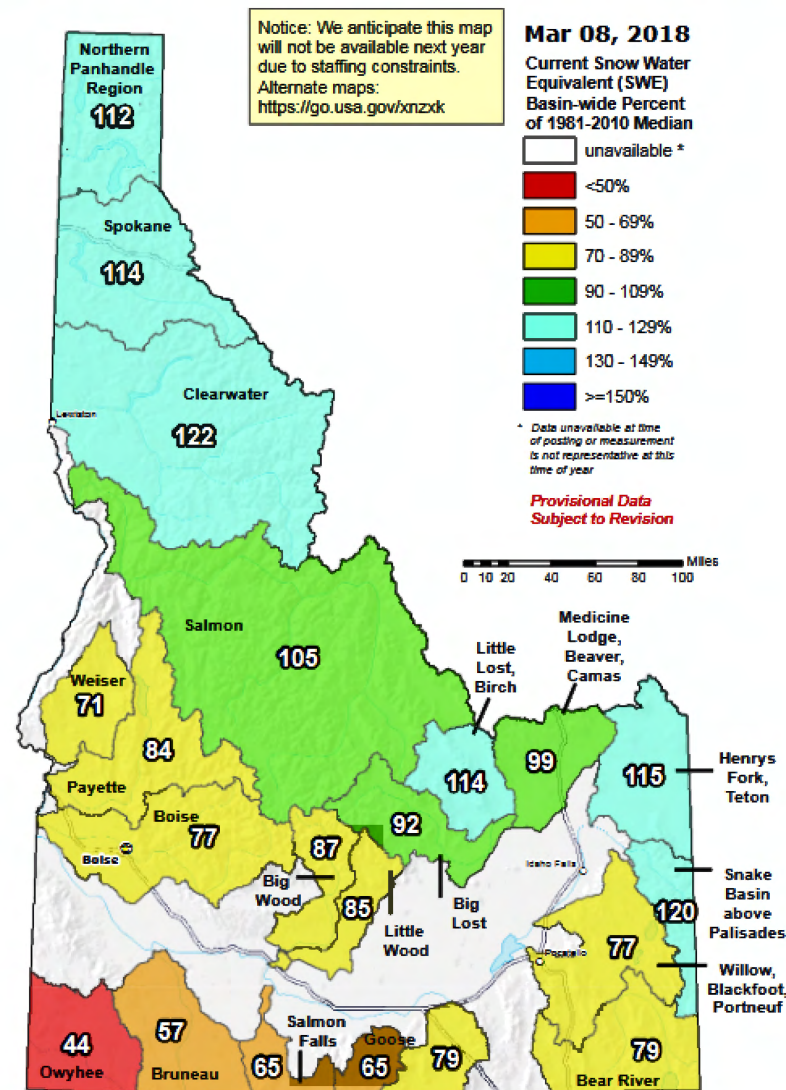 Notice: We anticipate this map
will not be available next year
due to staffing constraints.
Alternate maps:
https://go.usa.gov/xnzxk
Mar 08, 2018
Current Snow Water
Equivalent (SWE)
Basin-wide Percent
of 1981-2010 Median
unavailable *
<50%
50 - 69%
70 - 89%
90 - 109%
110 - 129%
130 - 149%
>=150%
* Data unavailable at time
of posting or measurement
is not representative at this
time of year
Provisional Data
Subject to Revision
Miles
0 10 20 40 60 80 100
Northern
Panhandle
Region
112
Spokane
114
Clearwater
122
Lewiston
Salmon
105
Medicine
Lodge,
Beaver,
Camas
Little
Lost,
Birch
Weiser
71
84
Payette
114
99
115
Henrys
Fork,
Teton
Boise
77
Boise
92
87
Big
Wood
85
Little
Wood
Big
Lost
Idaho Falls
Snake
Basin
above
Palisades
120
77
Pocatello
Willow,
Blackfoot,
Portneuf
44
Owyhee
57
Bruneau
65
Salmon
Falls
Goose
65
79
79
Bear River